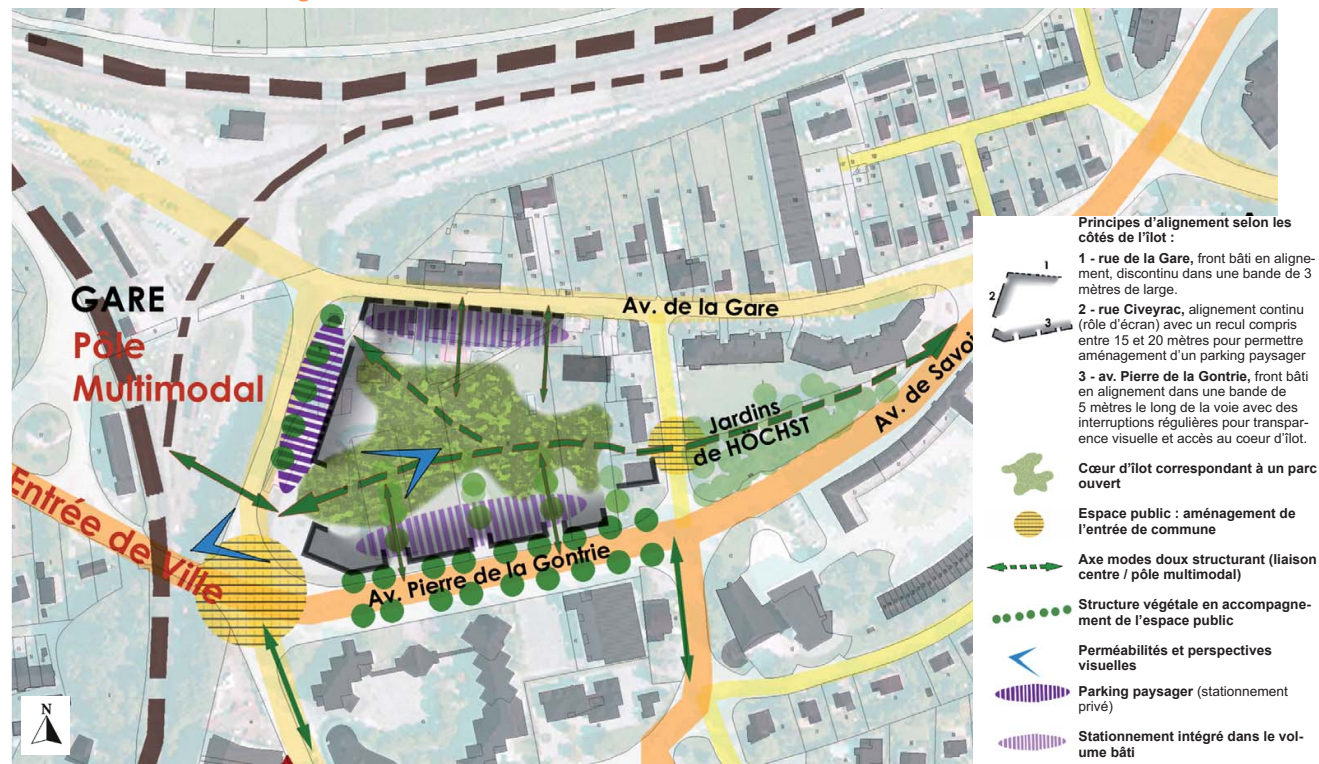 GARE
Pôle
Multimodal
Entrée de Ville
Av. de la Gare
Jardins
de HÖCHST
Av. de Savoi
Av. Pierre de la Gontrie
N
Principes d'alignement selon les
côtés de l'îlot :
1
2
3
1 - rue de la Gare, front bâti en aligne-
ment, discontinu dans une bande de 3
mètres de large.
2 - rue Civeyrac, alignement continu
(rôle d'écran) avec un recul compris
entre 15 et 20 mètres pour permettre
aménagement d'un parking paysager
3 - av. Pierre de la Gontrie, front bâti
en alignement dans une bande de
5 mètres le long de la voie avec des
interruptions régulières pour transpar-
ence visuelle et accès au coeur d'îlot.
Cœur d'îlot correspondant à un parc
ouvert
Espace public : aménagement de
l'entrée de commune
Axe modes doux structurant (liaison
centre / pôle multimodal)
Structure végétale en accompagne-
ment de l'espace public
Perméabilités et perspectives
visuelles
Parking paysager (stationnement
privé)
Stationnement intégré dans le vol-
ume bâti